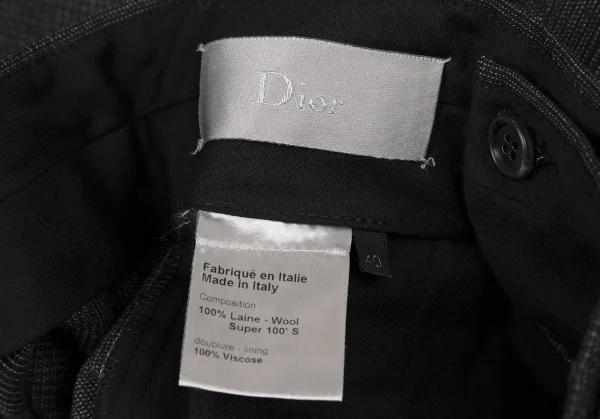 Dior
Fabriqué en Italie
Made in Italy
Composition :
100% Laine - Wool
Super 100' S
doublure - lining
100% Viscose
40